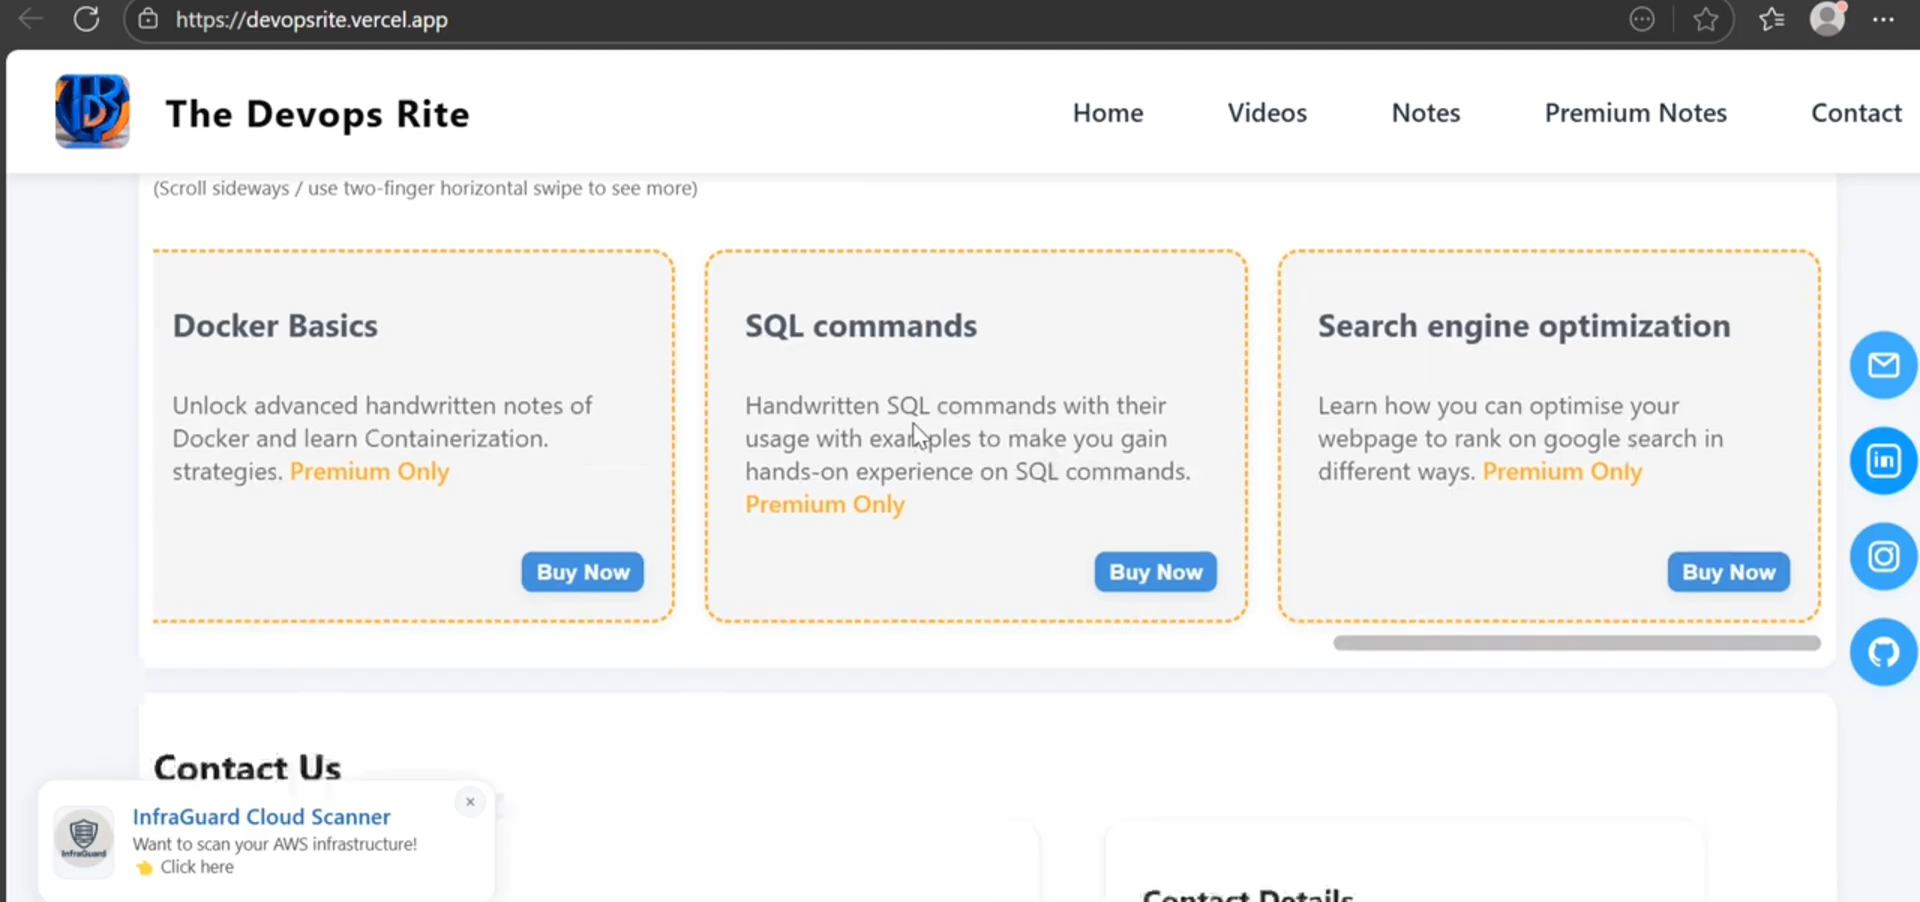 https://devopsrite.vercel.app
The Devops Rite
Home
Videos
Notes
Premium Notes
Contact
(Scroll sideways / use two-finger horizontal swipe to see more)
Docker Basics
Unlock advanced handwritten notes of
Docker and learn Containerization.
strategies. Premium Only
Buy Now
SQL commands
Handwritten SQL commands with their
usage with examples to make you gain
hands-on experience on SQL commands.
Premium Only
Buy Now
Search engine optimization
Learn how you can optimise your
webpage to rank on google search in
different ways. Premium Only
Buy Now
in
Contact Us
InfraGuard
InfraGuard Cloud Scanner
Want to scan your AWS infrastructure!
👈 Click here
×
Contact Details